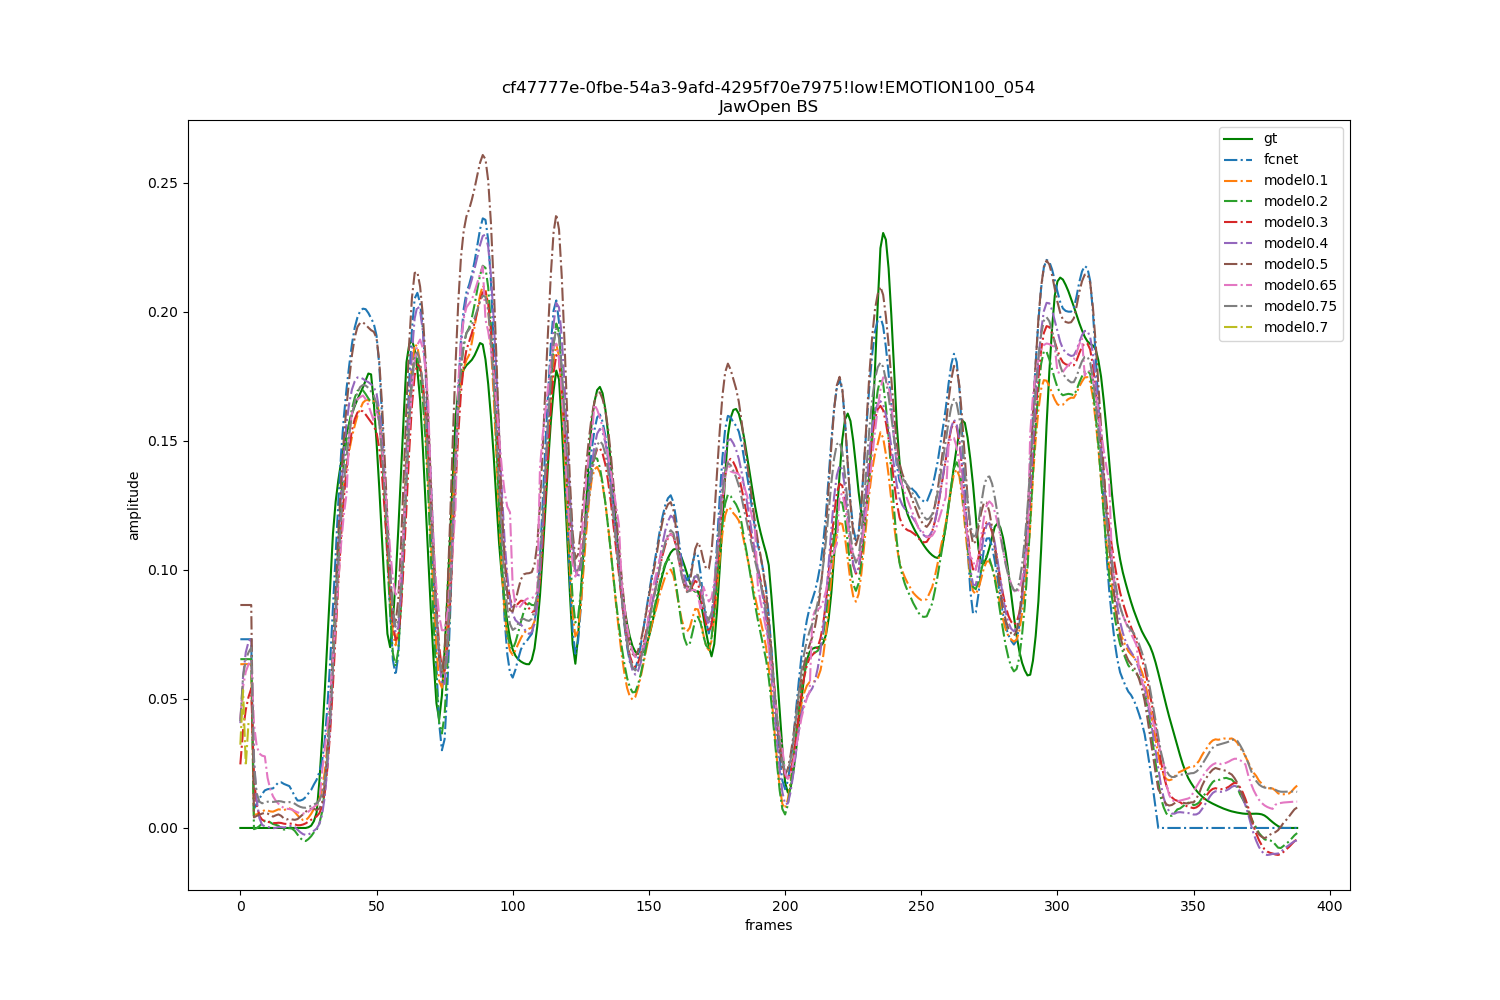 cf47777e-0fbe-54a3-9afd-4295f70e7975!low!EMOTION100_054
JawOpen BS
gt
fcnet
model0.1
model0.2
model0.3
model0.4
model0.5
model0.65
model0.75
model0.7
0.25
0.20
0.15
0.10
0.05
0.00
amplitude
0 50 100 150 200 250 300 350 400
frames